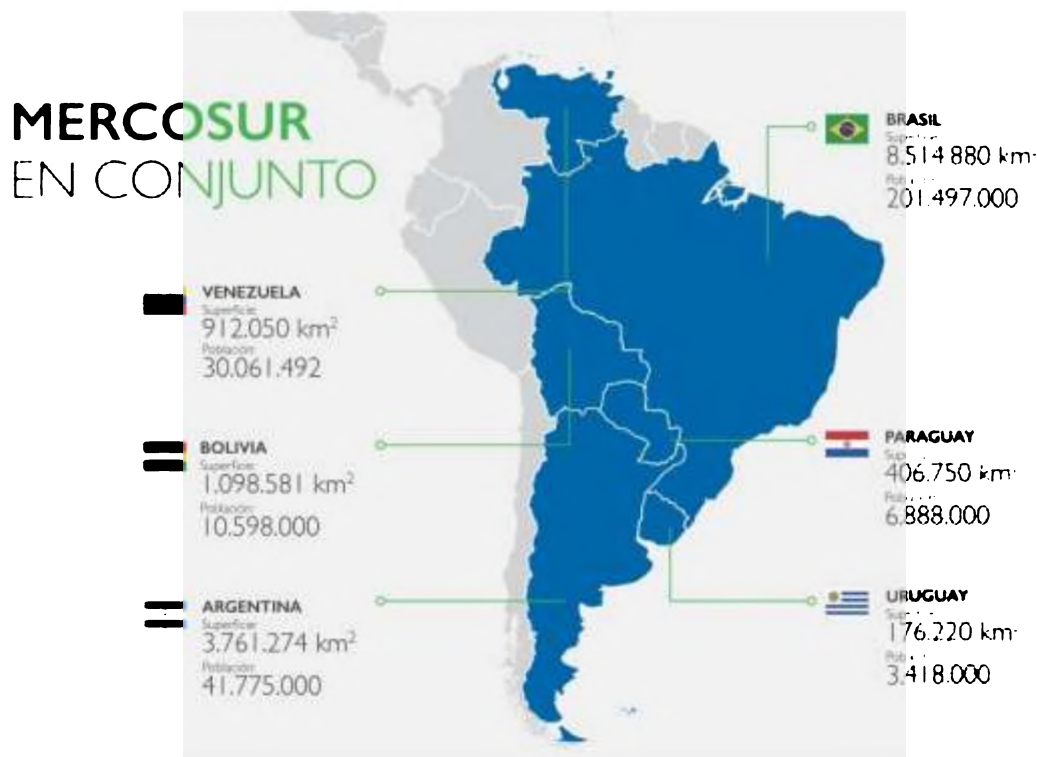 MERCOSUR
EN CONJUNTO
VENEZUELA
Superficie:
912.050 km²
Población:
30.061.492
BOLIVIA
Superficie:
1.098.581 km²
Población:
10.598.000
ARGENTINA
Superficie:
3.761.274 km²
Población:
41.775.000
BRASIL
8.514.880 km
201.497.000
PARAGUAY
406.750 km
6.888.000
URUGUAY
176.220 km
3.418.000